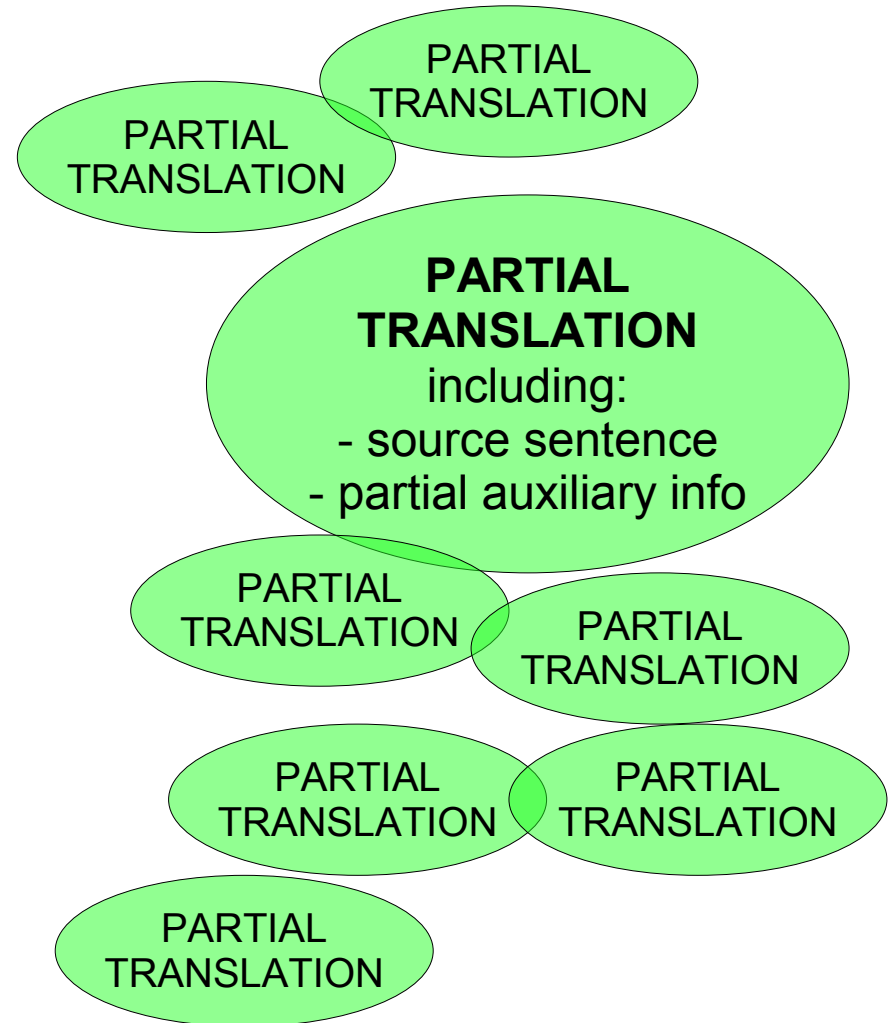 PARTIAL
TRANSLATION
PARTIAL
TRANSLATION
PARTIAL
TRANSLATION
including:
- source sentence
- partial auxiliary info
PARTIAL
TRANSLATION
PARTIAL
TRANSLATION
PARTIAL
TRANSLATION
PARTIAL
TRANSLATION
PARTIAL
TRANSLATION